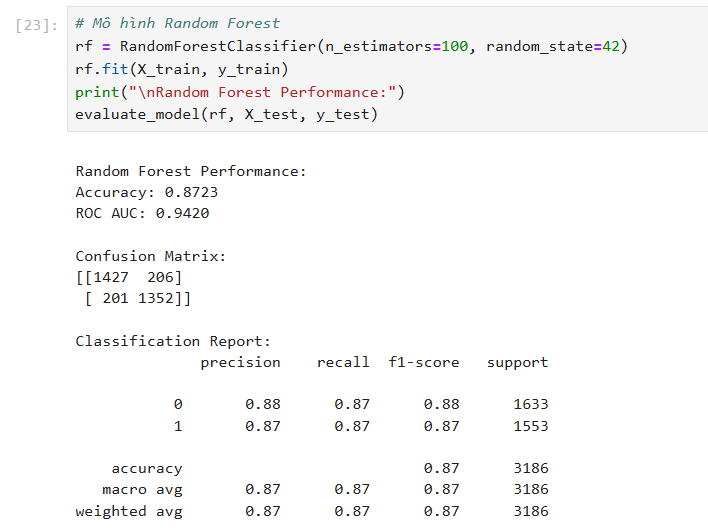 [23]: # Mô hình Random Forest
rf = RandomForestClassifier(n_estimators=100, random_state=42)
rf.fit(X_train, y_train)
print("\nRandom Forest Performance:")
evaluate_model(rf, X_test, y_test)
Random Forest Performance:
Accuracy: 0.8723
ROC AUC: 0.9420
Confusion Matrix:
[[1427  206]
 [ 201 1352]]
Classification Report:
              precision    recall  f1-score   support
           0       0.88      0.87      0.88      1633
           1       0.87      0.87      0.87      1553
    accuracy                           0.87      3186
   macro avg       0.87      0.87      0.87      3186
weighted avg       0.87      0.87      0.87      3186